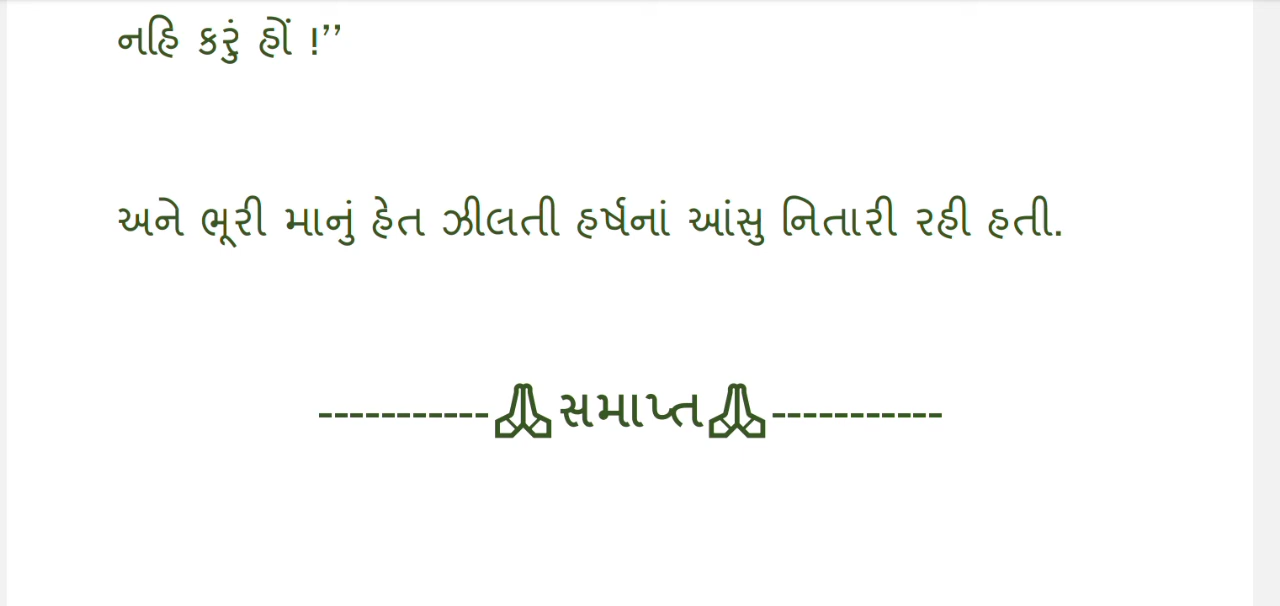 નહિ કરું હોં !’’
અને ભૂરી માનું હેત ઝીલતી હર્ષનાં આંસુ નિતારી રહી હતી.
-----------🙏સમાપ્ત🙏-----------